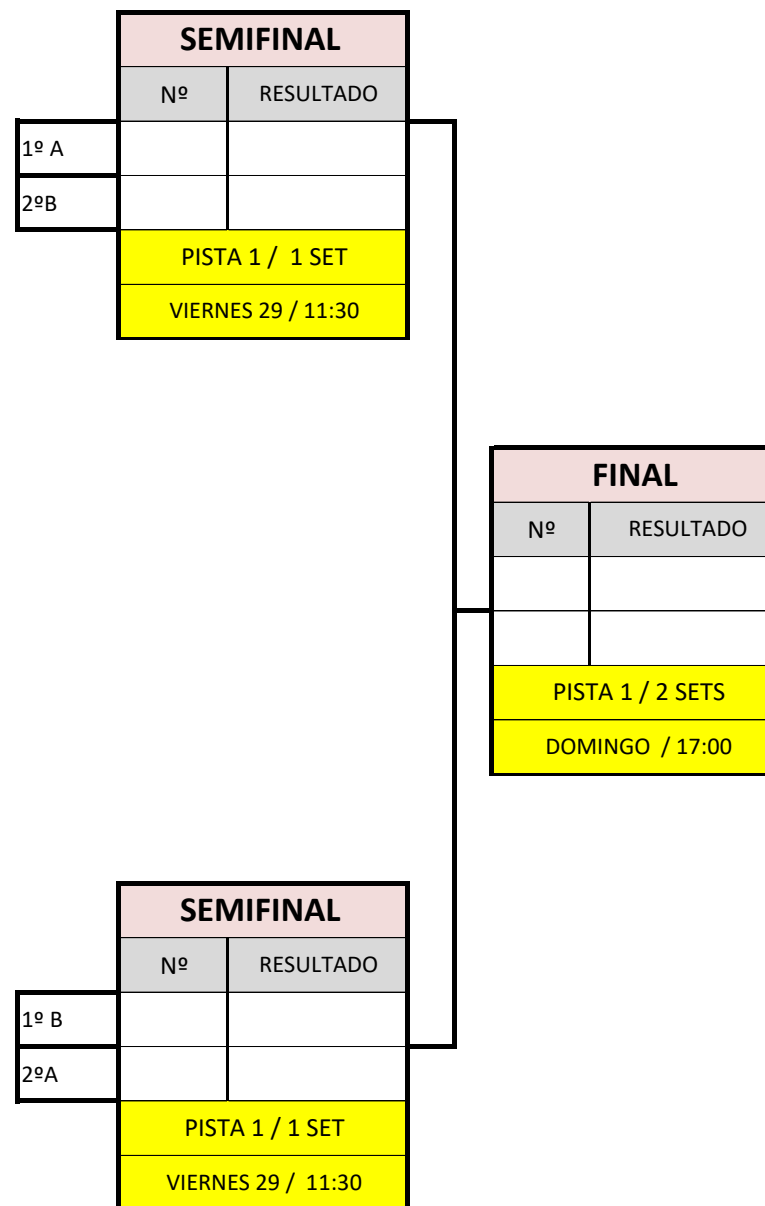 SEMIFINAL
Nº RESULTADO
1º A
2ºB
PISTA 1 / 1 SET
VIERNES 29 / 11:30
FINAL
Nº RESULTADO
PISTA 1 / 2 SETS
DOMINGO / 17:00
SEMIFINAL
Nº RESULTADO
1º B
2ºA
PISTA 1 / 1 SET
VIERNES 29 / 11:30